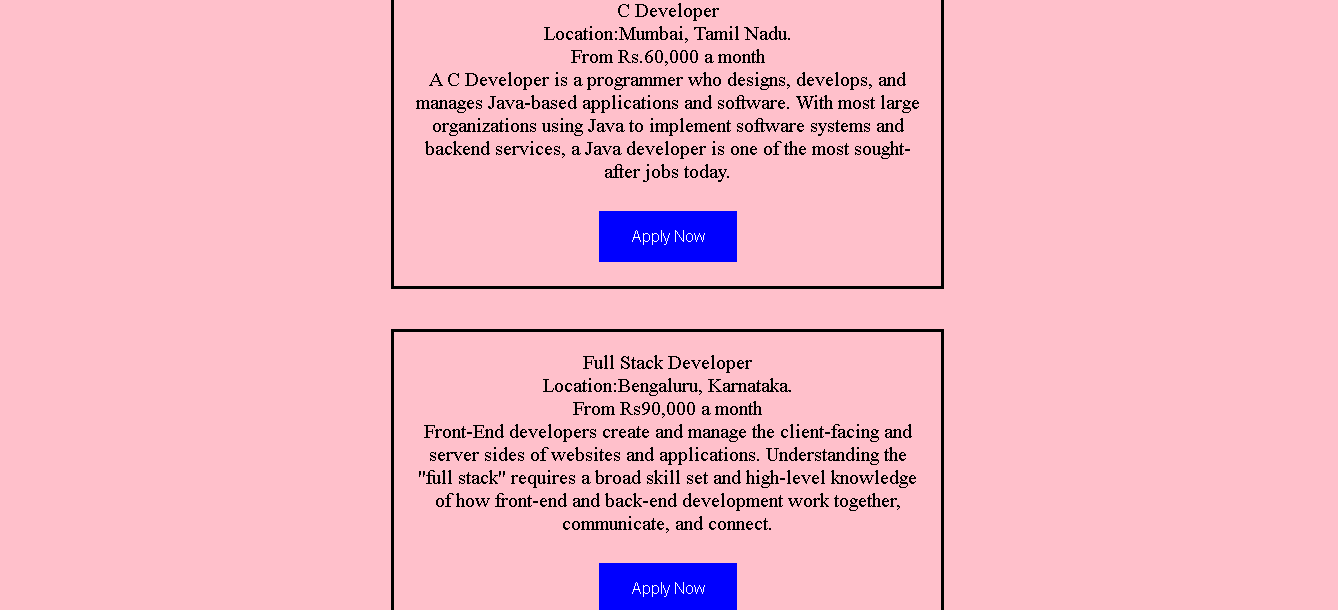 C Developer
Location:Mumbai, Tamil Nadu.
From Rs.60,000 a month
A C Developer is a programmer who designs, develops, and
manages Java-based applications and software. With most large
organizations using Java to implement software systems and
backend services, a Java developer is one of the most sought-
after jobs today.
Apply Now
Full Stack Developer
Location:Bengaluru, Karnataka.
From Rs90,000 a month
Front-End developers create and manage the client-facing and
server sides of websites and applications. Understanding the
"full stack" requires a broad skill set and high-level knowledge
of how front-end and back-end development work together,
communicate, and connect.
Apply Now